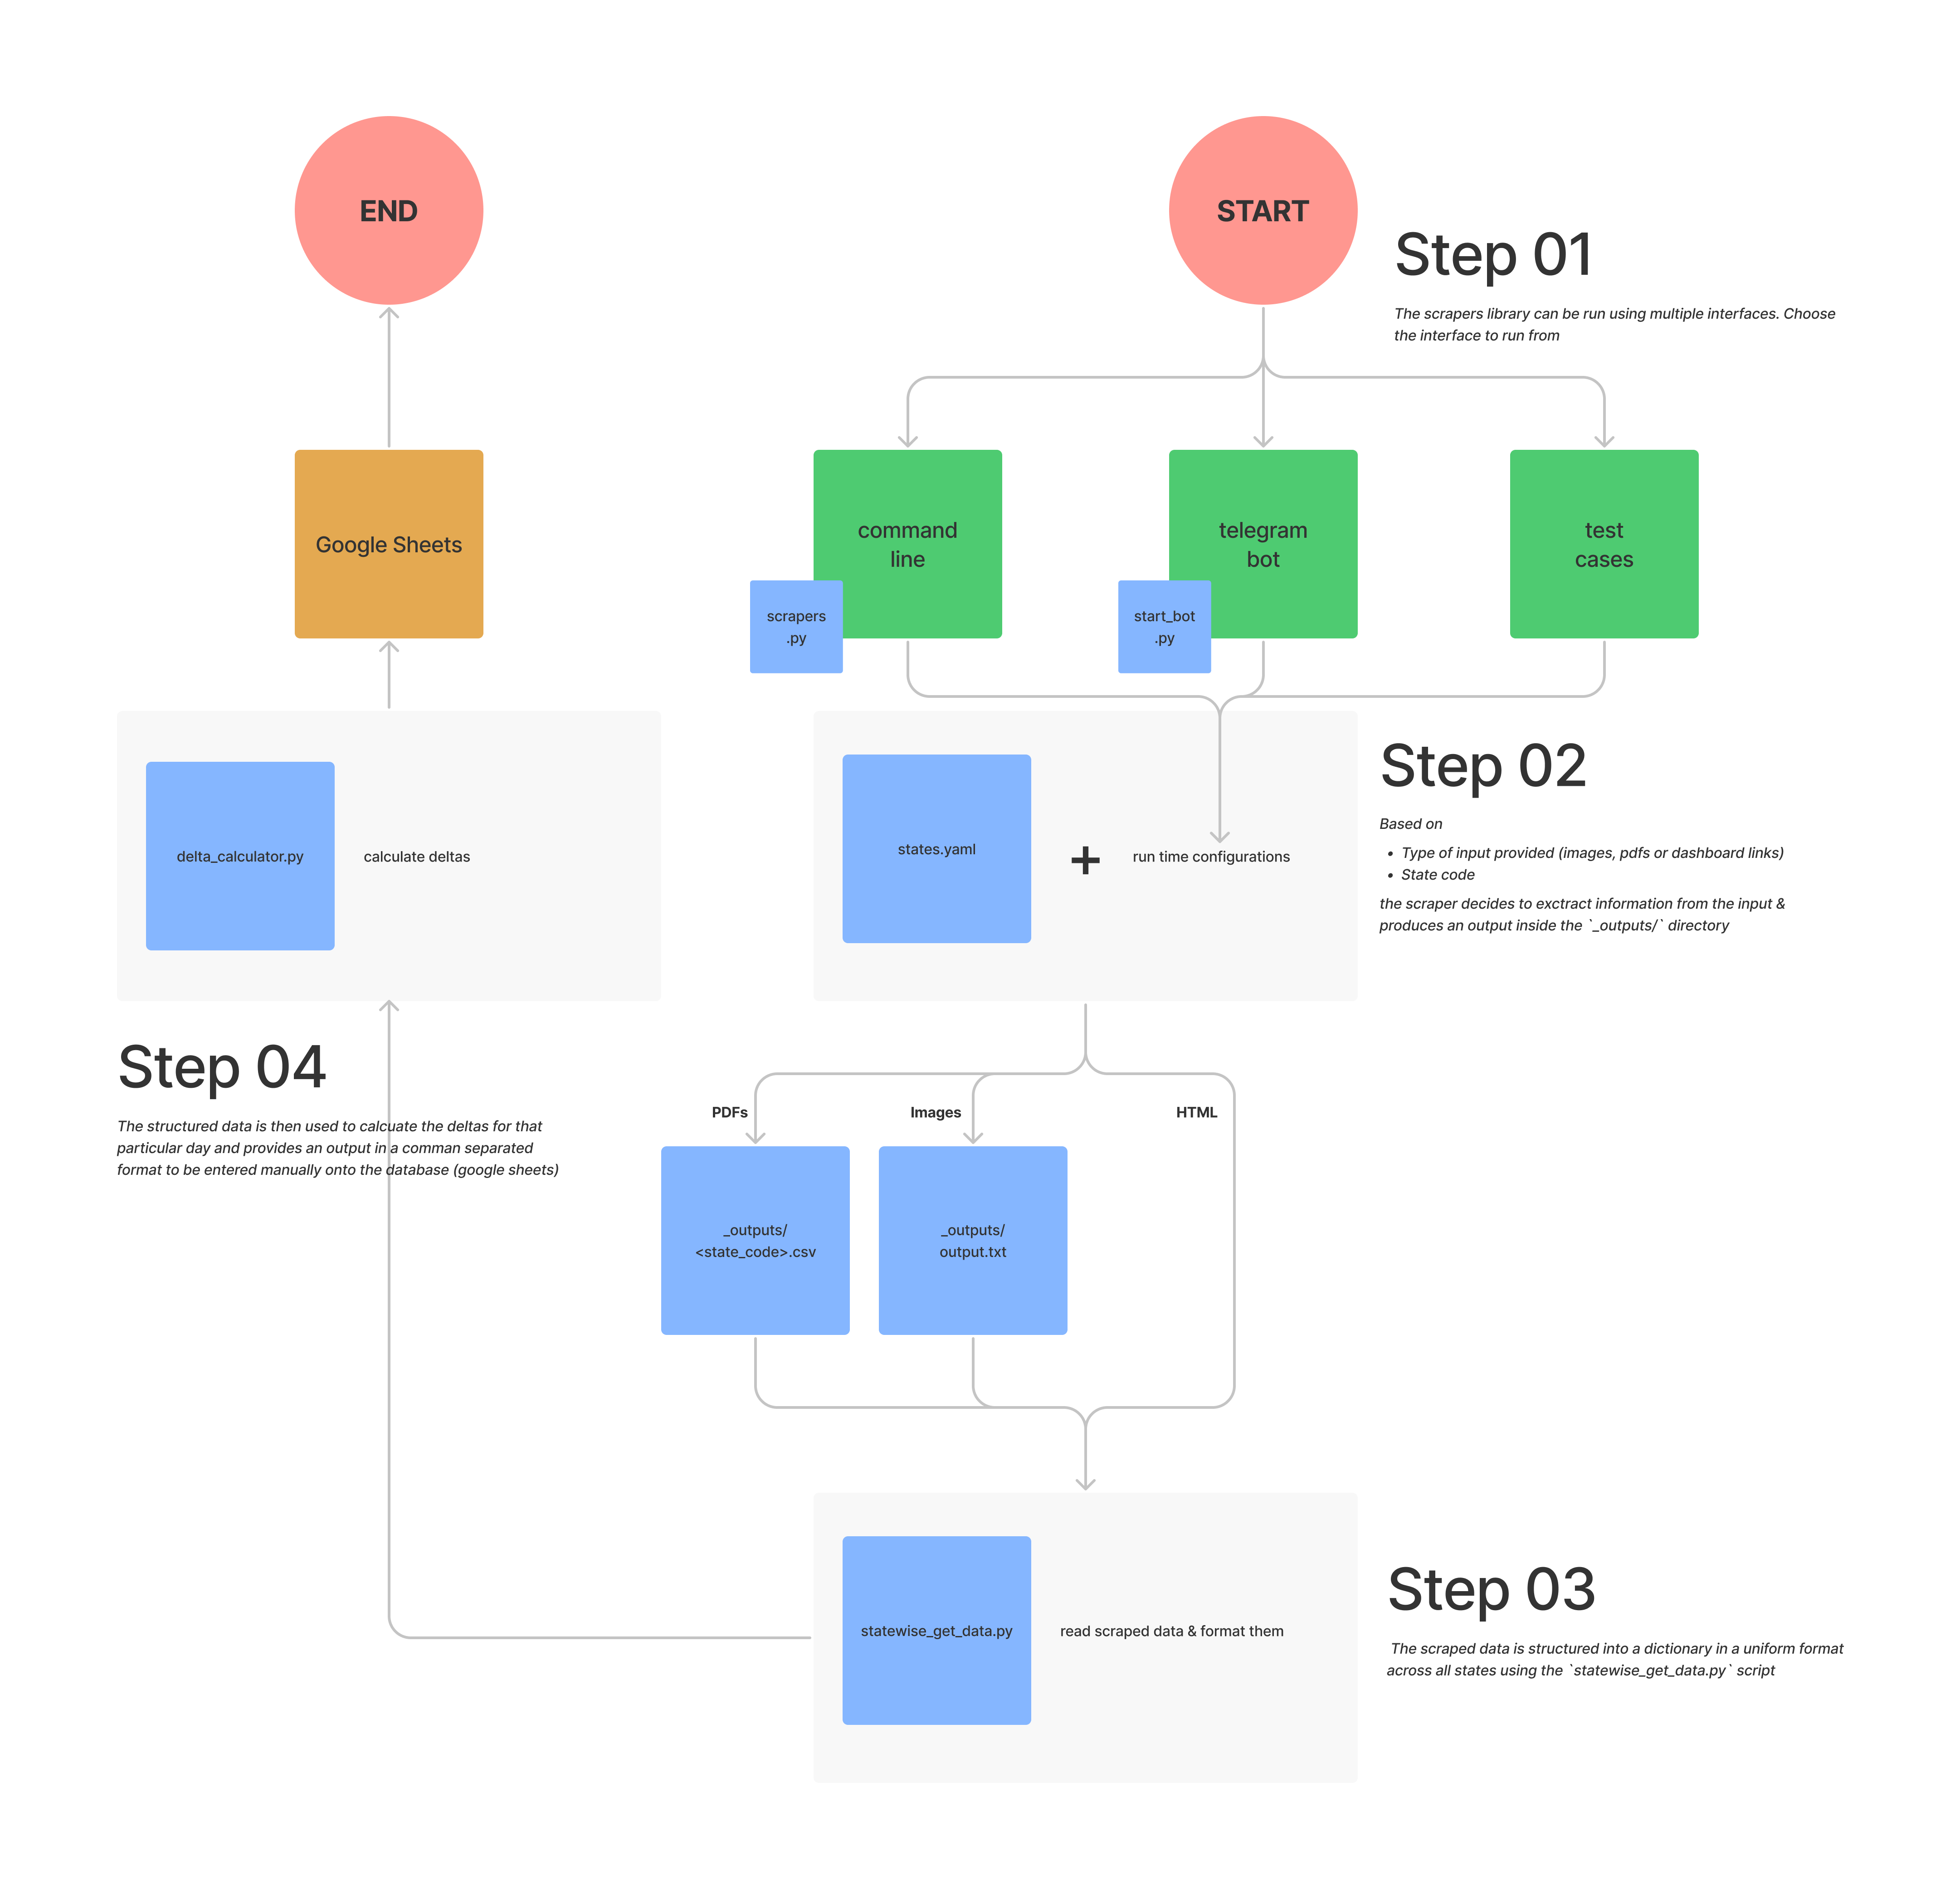 END
START
Step 01
The scrapers library can be run using multiple interfaces. Choose
the interface to run from
Google Sheets
command
line
telegram
bot
test
cases
scrapers
.py
start_bot
.py
delta_calculator.py
calculate deltas
states.yaml
+
run time configurations
Step 02
Based on
• Type of input provided (images, pdfs or dashboard links)
• State code
the scraper decides to exctract information from the input &
produces an output inside the `_outputs/` directory
Step 04
The structured data is then used to calcuate the deltas for that
particular day and provides an output in a comman separated
format to be entered manually onto the database (google sheets)
PDFs
Images
HTML
_outputs/
<state_code>.csv
_outputs/
output.txt
statewise_get_data.py
read scraped data & format them
Step 03
The scraped data is structured into a dictionary in a uniform format
across all states using the `statewise_get_data.py` script